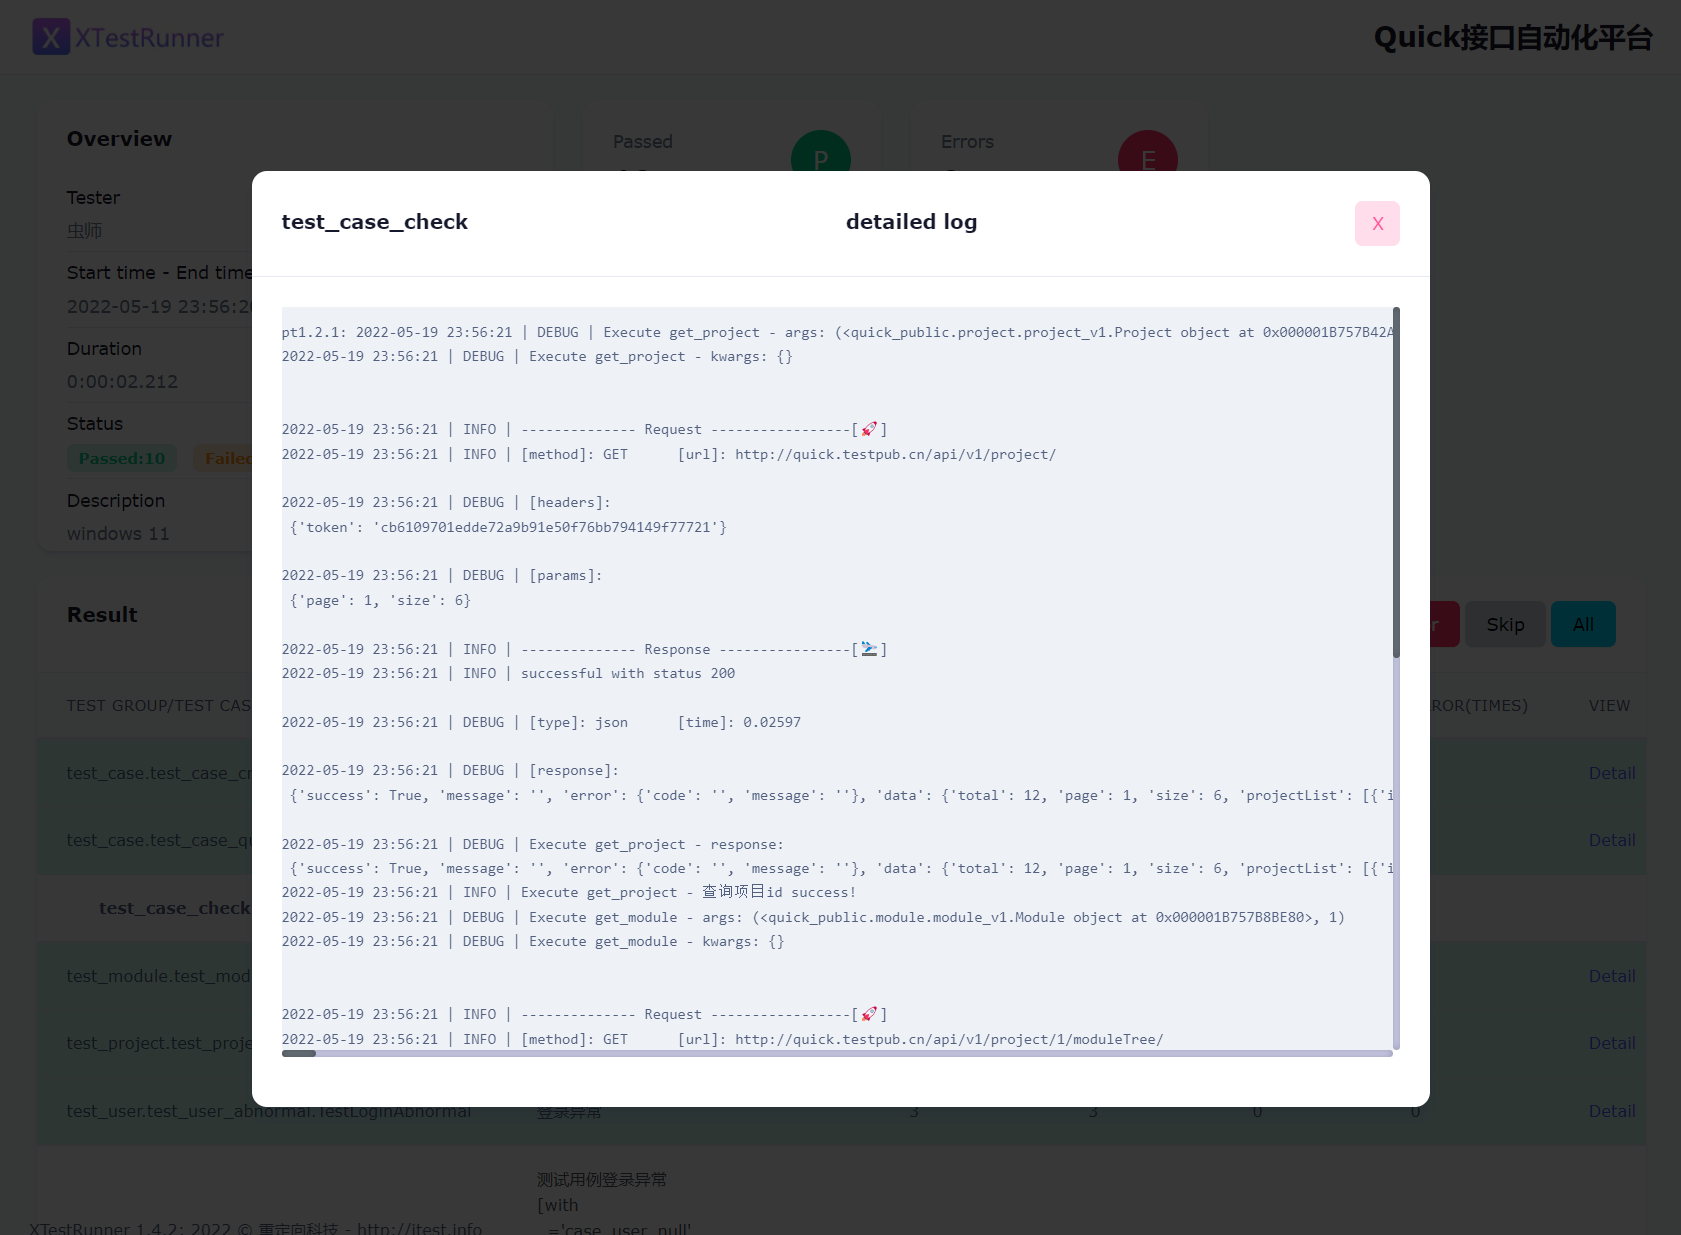 X XTestRunner
Quick接口自动化平台
Overview
Passed
P
Errors
E
Tester
虫师
Start time - End time
2022-05-19 23:56:20
Duration
0:00:02.212
Status
Passed:10
Failed
Description
windows 11
test_case_check
detailed log
X
pt1.2.1: 2022-05-19 23:56:21 | DEBUG | Execute get_project - args: (<quick_public.project.project_v1.Project object at 0x000001B757B42A
2022-05-19 23:56:21 | DEBUG | Execute get_project - kwargs: {}
2022-05-19 23:56:21 | INFO | -------------- Request -----------------[🚀]
2022-05-19 23:56:21 | INFO | [method]: GET      [url]: http://quick.testpub.cn/api/v1/project/
2022-05-19 23:56:21 | DEBUG | [headers]:
{'token': 'cb6109701edde72a9b91e50f76bb794149f77721'}
2022-05-19 23:56:21 | DEBUG | [params]:
{'page': 1, 'size': 6}
2022-05-19 23:56:21 | INFO | -------------- Response ----------------[🛬]
2022-05-19 23:56:21 | INFO | successful with status 200
2022-05-19 23:56:21 | DEBUG | [type]: json      [time]: 0.02597
2022-05-19 23:56:21 | DEBUG | [response]:
{'success': True, 'message': '', 'error': {'code': '', 'message': ''}, 'data': {'total': 12, 'page': 1, 'size': 6, 'projectList': [{'i
2022-05-19 23:56:21 | DEBUG | Execute get_project - response:
{'success': True, 'message': '', 'error': {'code': '', 'message': ''}, 'data': {'total': 12, 'page': 1, 'size': 6, 'projectList': [{'i
2022-05-19 23:56:21 | INFO | Execute get_project - 查询项目id success!
2022-05-19 23:56:21 | DEBUG | Execute get_module - args: (<quick_public.module.module_v1.Module object at 0x000001B757B8BE80>, 1)
2022-05-19 23:56:21 | DEBUG | Execute get_module - kwargs: {}
2022-05-19 23:56:21 | INFO | -------------- Request -----------------[🚀]
2022-05-19 23:56:21 | INFO | [method]: GET      [url]: http://quick.testpub.cn/api/v1/project/1/moduleTree/
Result
r
Skip
All
TEST GROUP/TEST CAS
ROR(TIMES)
VIEW
test_case.test_case_cr
Detail
test_case.test_case_qu
Detail
test_case_check
test_module.test_mod
Detail
test_project.test_proje
Detail
test_user.test_user_abnormal.TestLoginAbnormal 登录异常 3 3 0 0 Detail
测试用例登录异常
[with
_='case_user_null'
XTestRunner 1.4.2; 2022 © 重定向科技 - http://itest.info